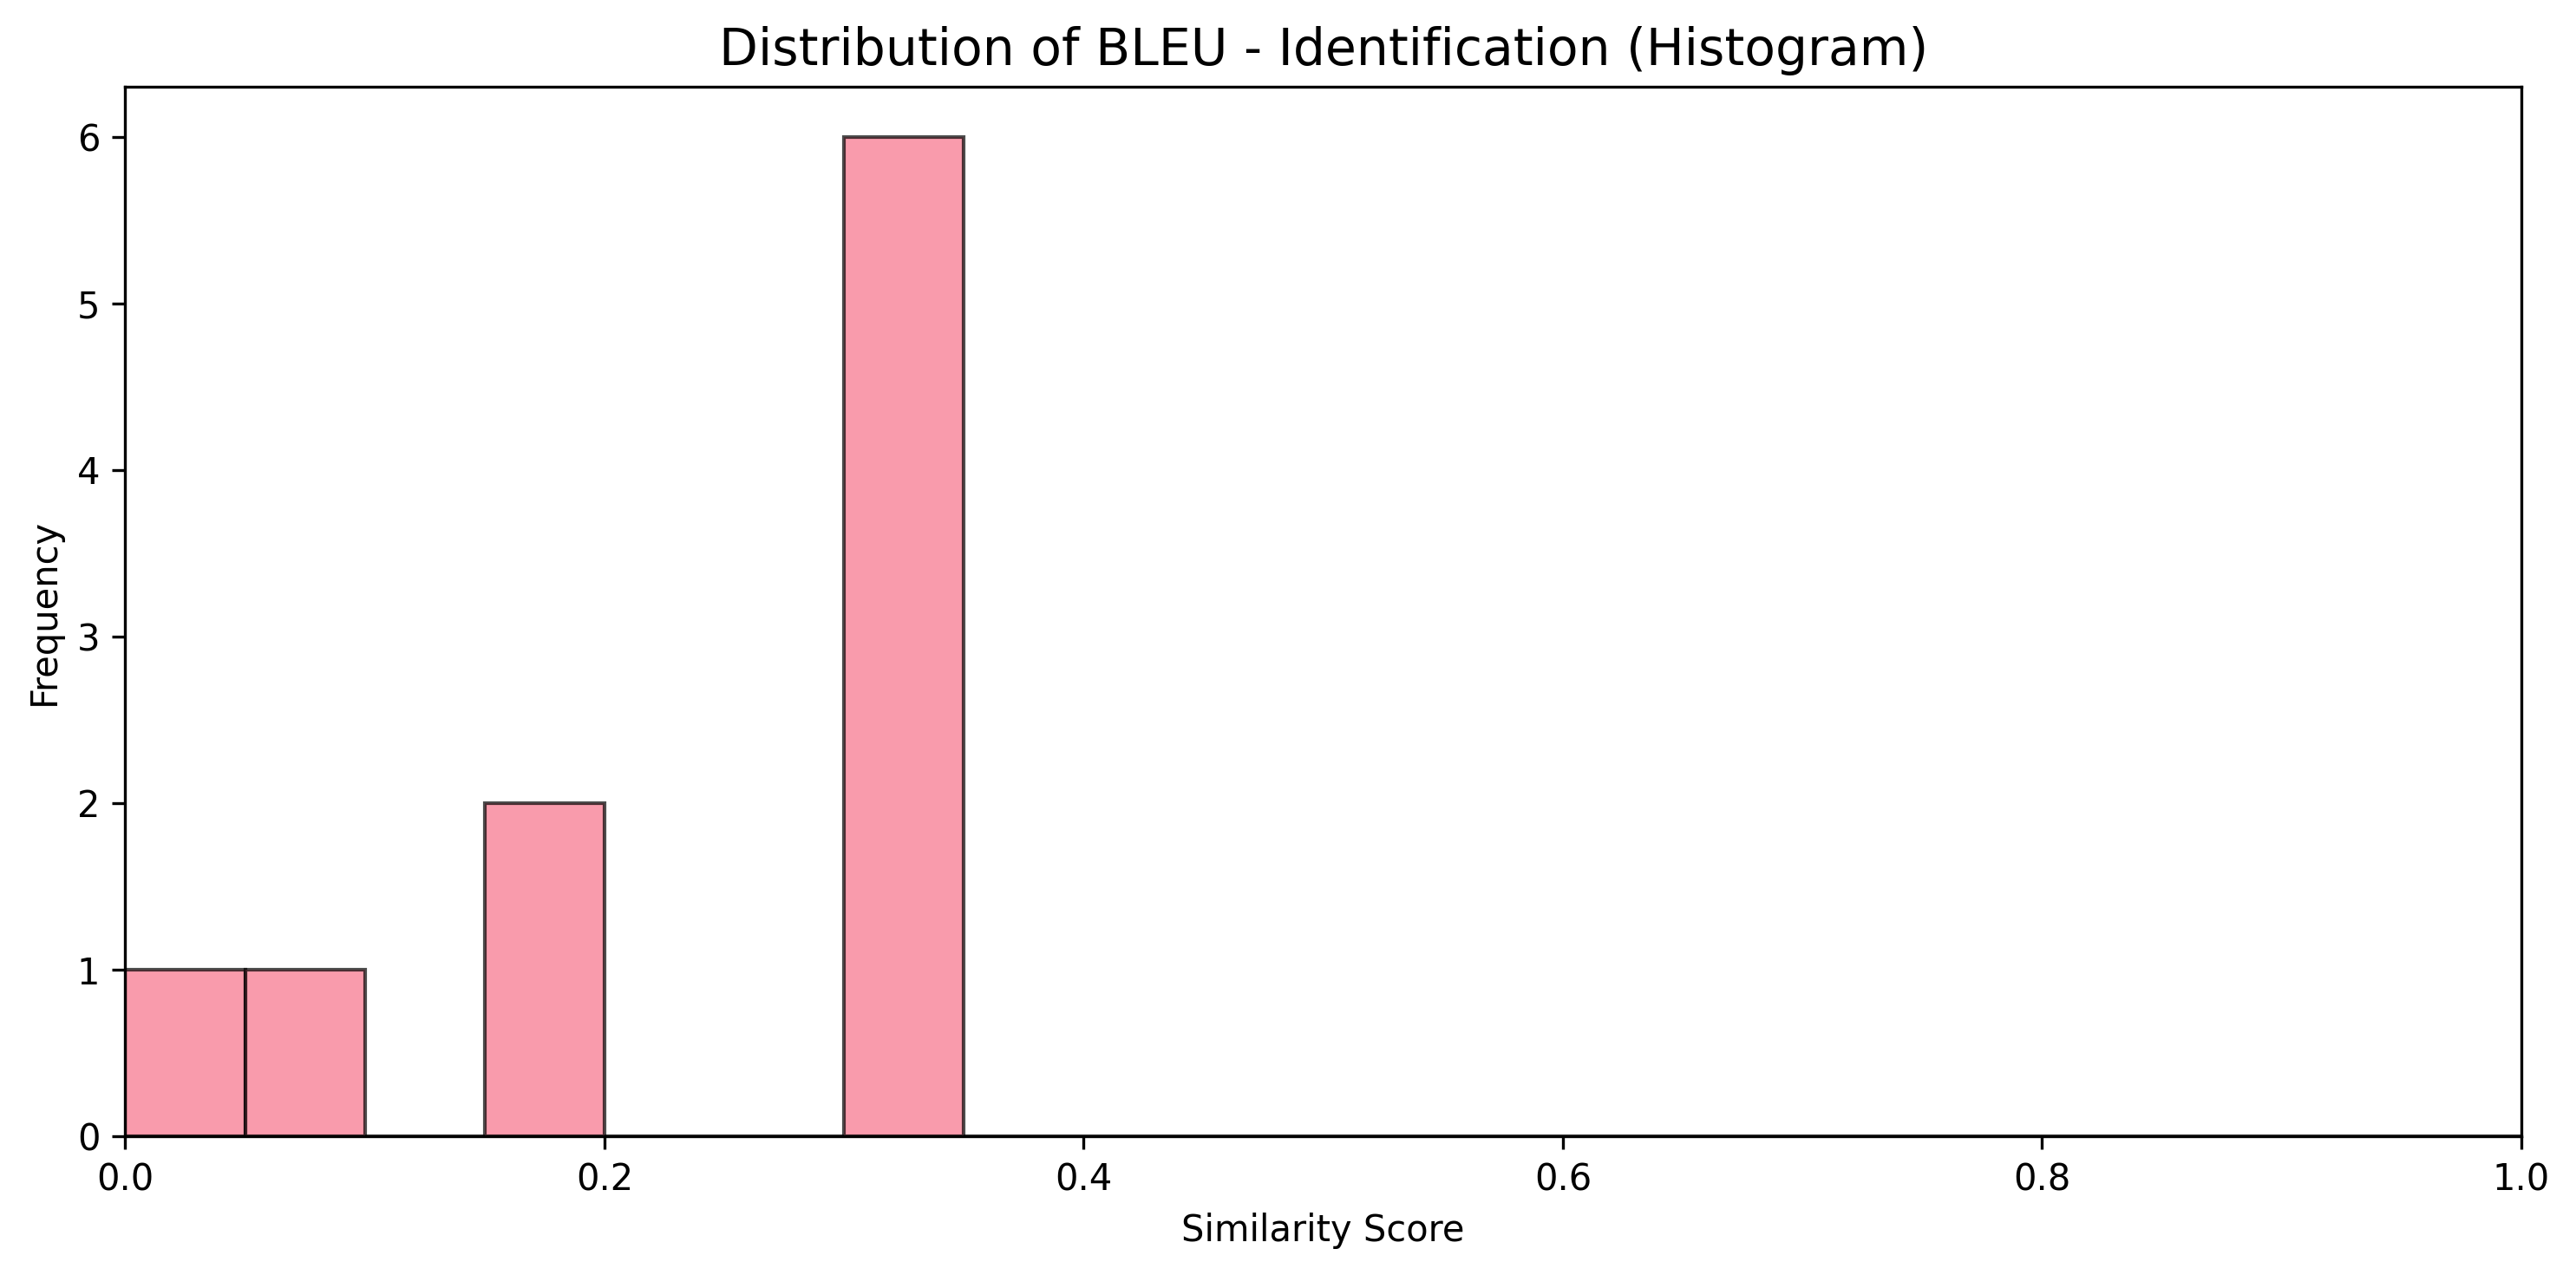 Distribution of BLEU - Identification (Histogram)
6
5
4
3
2
1
0
Frequency
0.0 0.2 0.4 0.6 0.8 1.0
Similarity Score